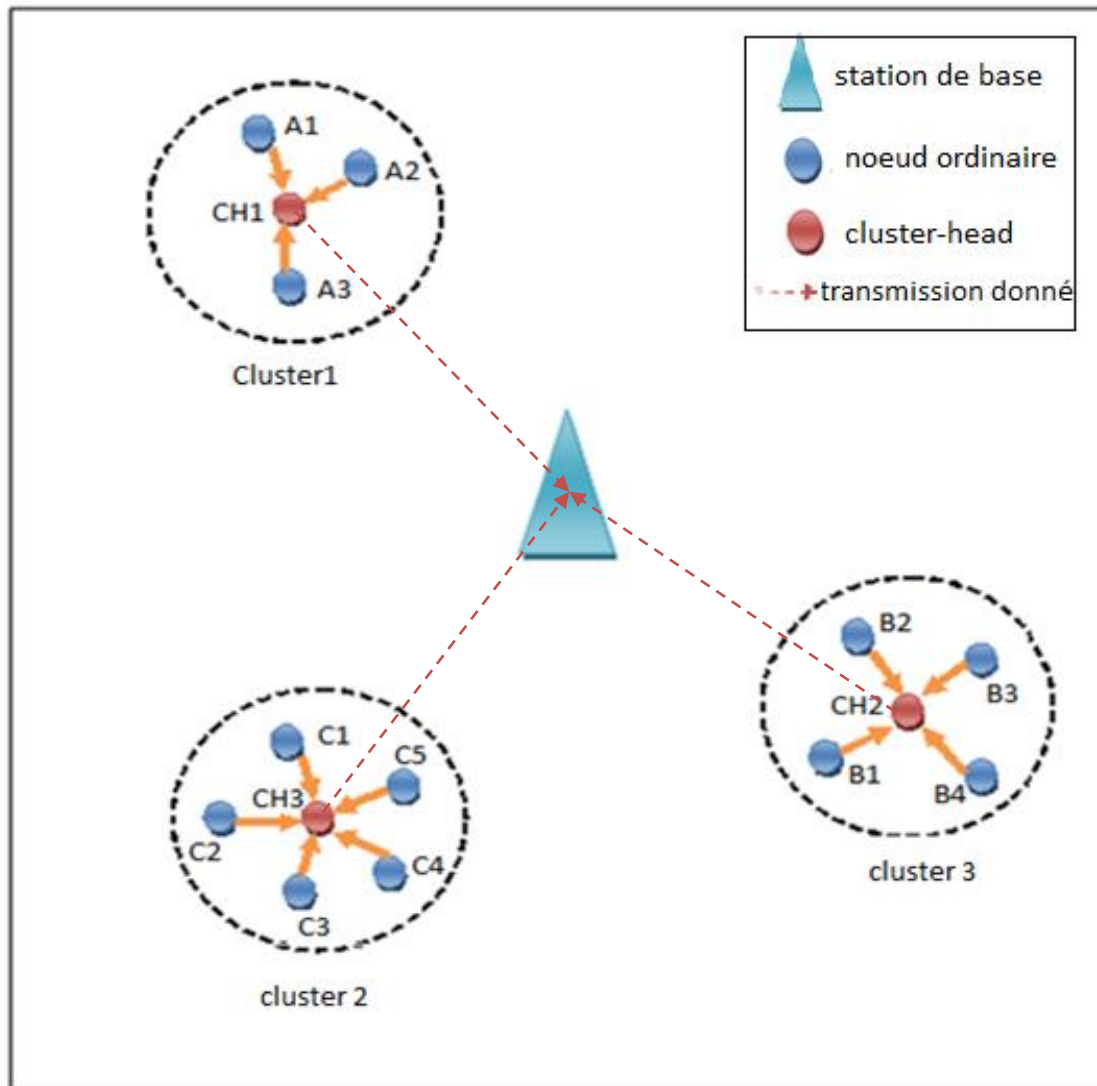 station de base
noeud ordinaire
cluster-head
transmission donné
A1
A2
CH1
A3
Cluster1
B2
B3
CH2
B1
B4
cluster 3
C1
C5
CH3
C2
C4
C3
cluster 2